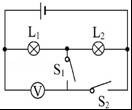 L₁ L₂
S₁
V S₂